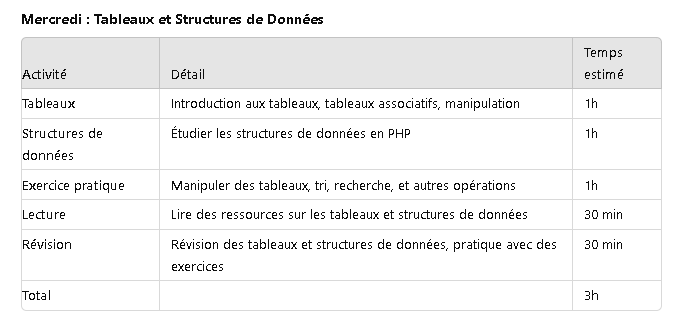 Mercredi : Tableaux et Structures de Données
Activité Détail Temps estimé
Tableaux Introduction aux tableaux, tableaux associatifs, manipulation 1h
Structures de données Étudier les structures de données en PHP 1h
Exercice pratique Manipuler des tableaux, tri, recherche, et autres opérations 1h
Lecture Lire des ressources sur les tableaux et structures de données 30 min
Révision Révision des tableaux et structures de données, pratique avec des
exercices 30 min
Total 3h